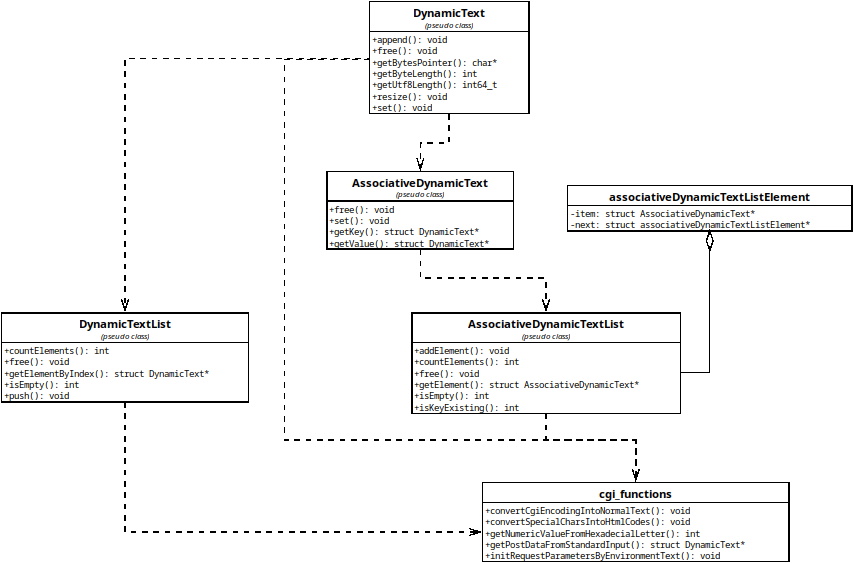 DynamicText
(pseudo class)
+append(): void
+free(): void
+getBytesPointer(): char*
+getByteLength(): int
+getUtf8Length(): int64_t
+resize(): void
+set(): void
AssociativeDynamicText
(pseudo class)
+free(): void
+set(): void
+getKey(): struct DynamicText*
+getValue(): struct DynamicText*
associativeDynamicTextListElement
-item: struct AssociativeDynamicText*
-next: struct associativeDynamicTextListElement*
DynamicTextList
(pseudo class)
+countElements(): int
+free(): void
+getElementByIndex(): struct DynamicText*
+isEmpty(): int
+push(): void
AssociativeDynamicTextList
(pseudo class)
+addElement(): void
+countElements(): int
+free(): void
+getElement(): struct AssociativeDynamicText*
+isEmpty(): int
+isKeyExisting(): int
cgi_functions
+convertCgiEncodingIntoNormalText(): void
+convertSpecialCharsIntoHtmlCodes(): void
+getNumericValueFromHexadecialLetter(): int
+getPostDataFromStandardInput(): struct DynamicText*
+initRequestParametersByEnvironmentText(): void